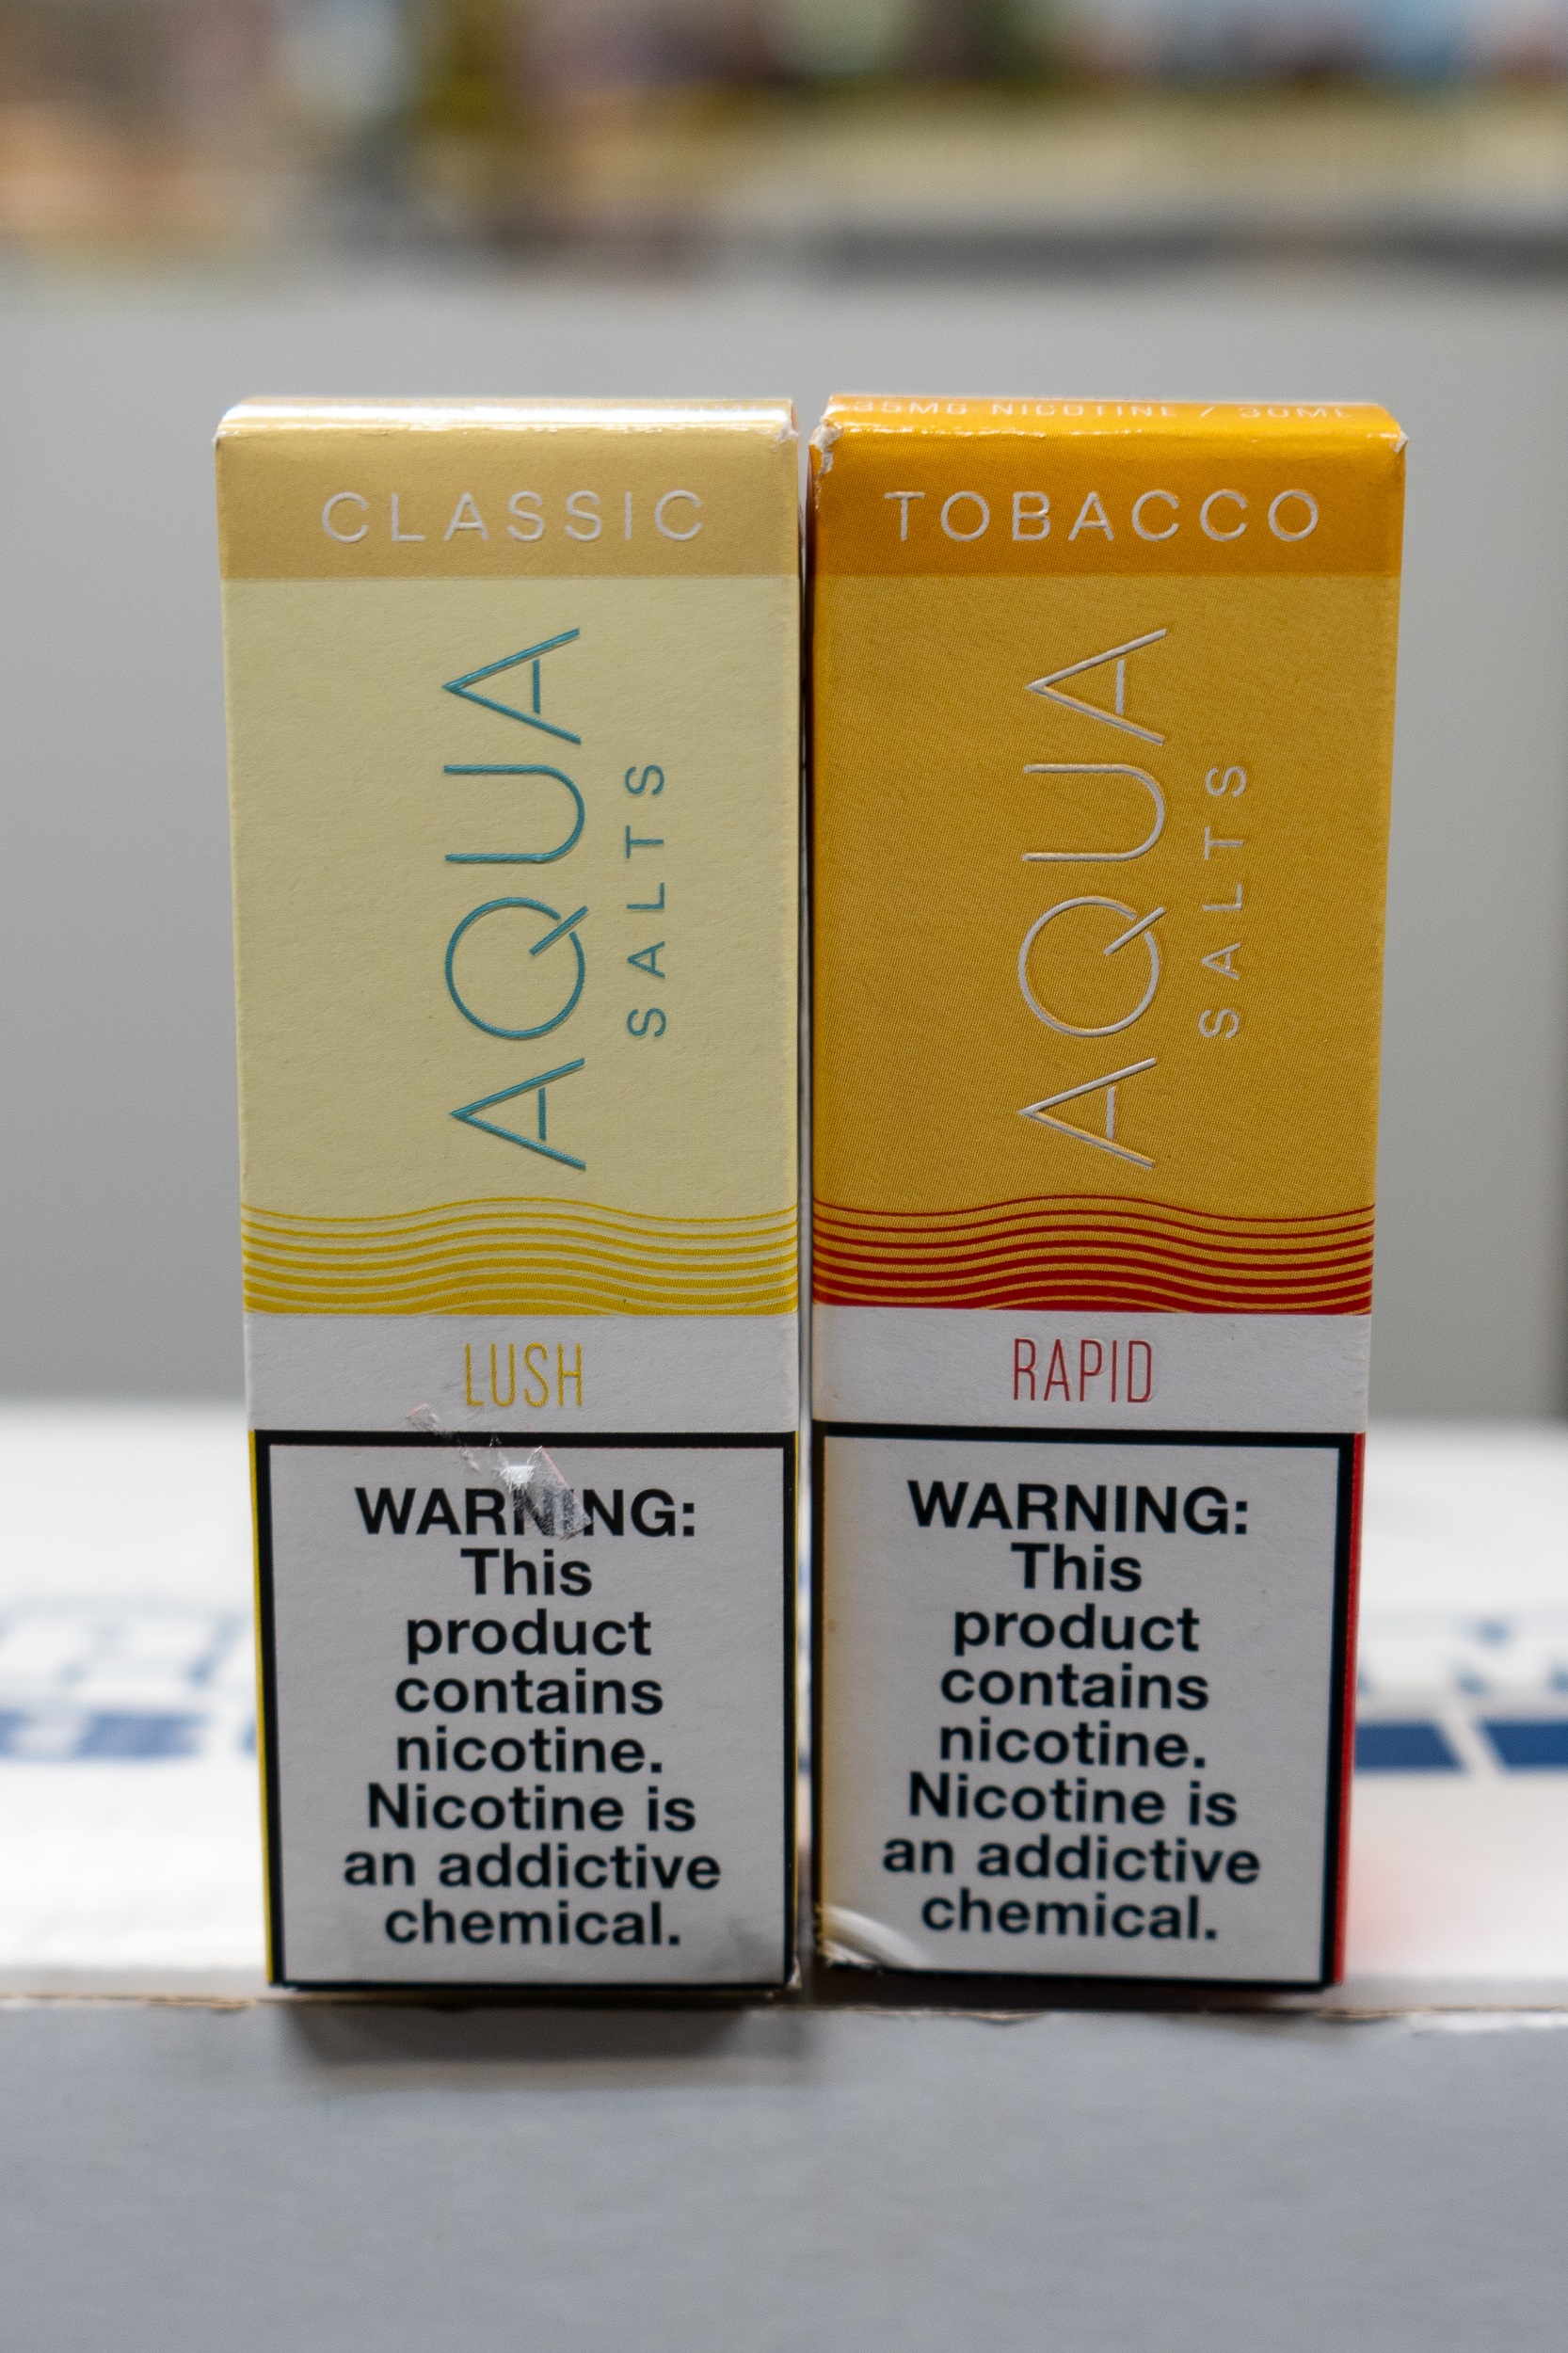 CLASSIC
AQUA
SALTS
LUSH
WARNING:
This
product
contains
nicotine.
Nicotine is
an addictive
chemical.
35MG NICOTINE / 30ML
TOBACCO
AQUA
SALTS
RAPID
WARNING:
This
product
contains
nicotine.
Nicotine is
an addictive
chemical.